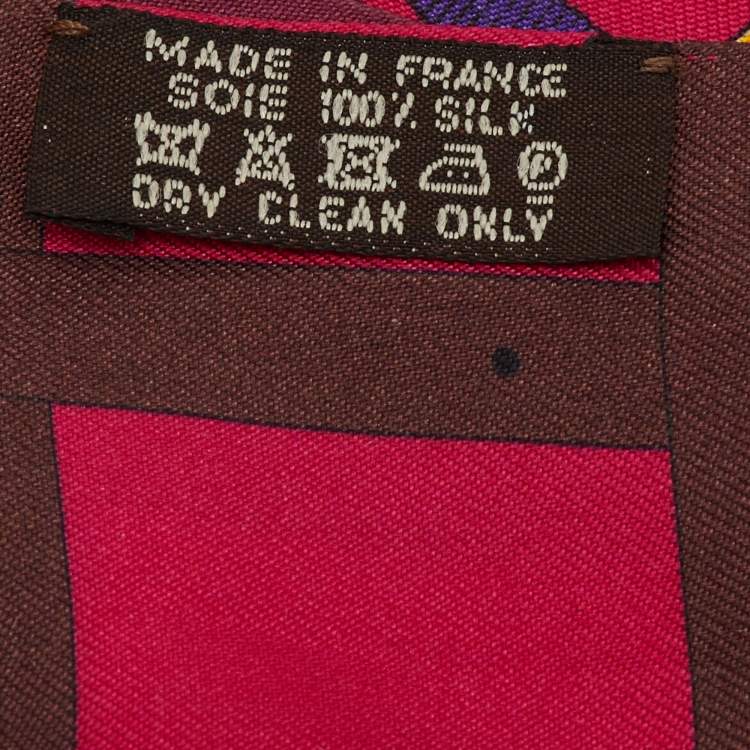 MADE IN FRANCE
SOIE 100% SILK
P
DRY CLEAN ONLY